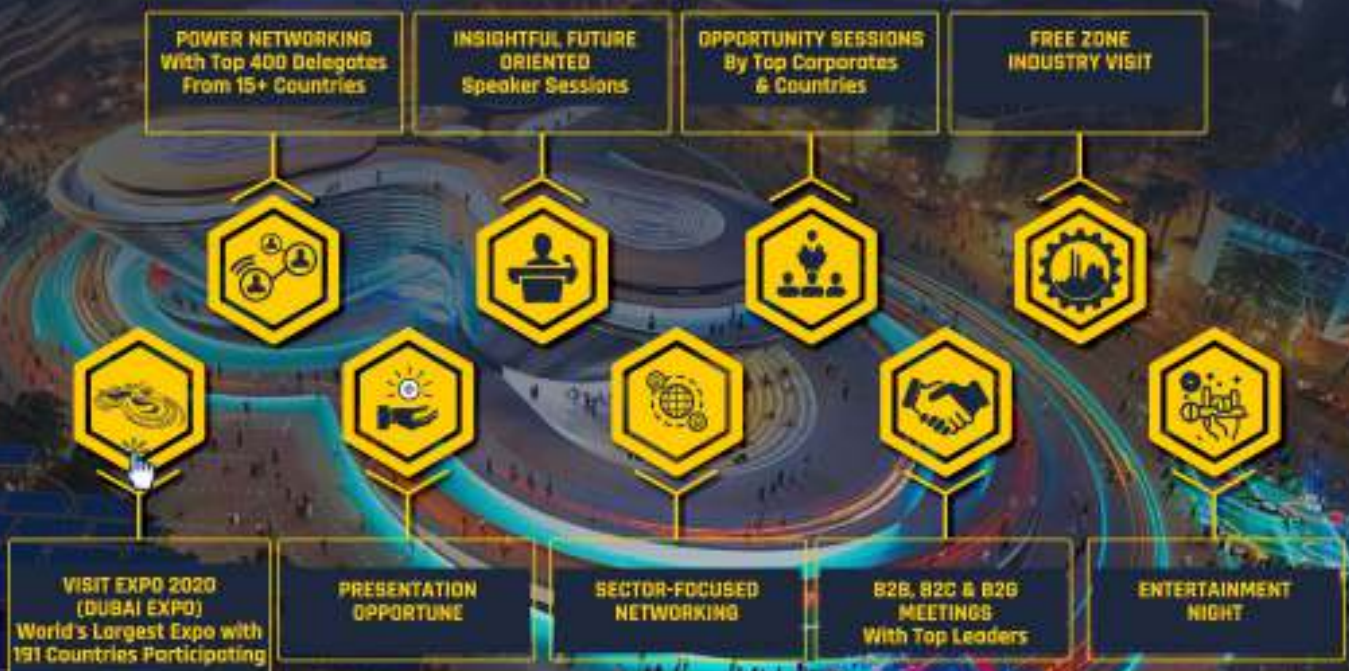 POWER NETWORKING
With Top 400 Delegates
From 15+ Countries
INSIGHTFUL FUTURE
ORIENTED
Speaker Sessions
OPPORTUNITY SESSIONS
By Top Corporates
& Countries
FREE ZONE
INDUSTRY VISIT
VISIT EXPO 2020
(DUBAI EXPO)
World's Largest Expo with
191 Countries Participating
PRESENTATION
OPPORTUNE
SECTOR-FOCUSED
NETWORKING
B2B, B2C & B2G
MEETINGS
With Top Leaders
ENTERTAINMENT
NIGHT